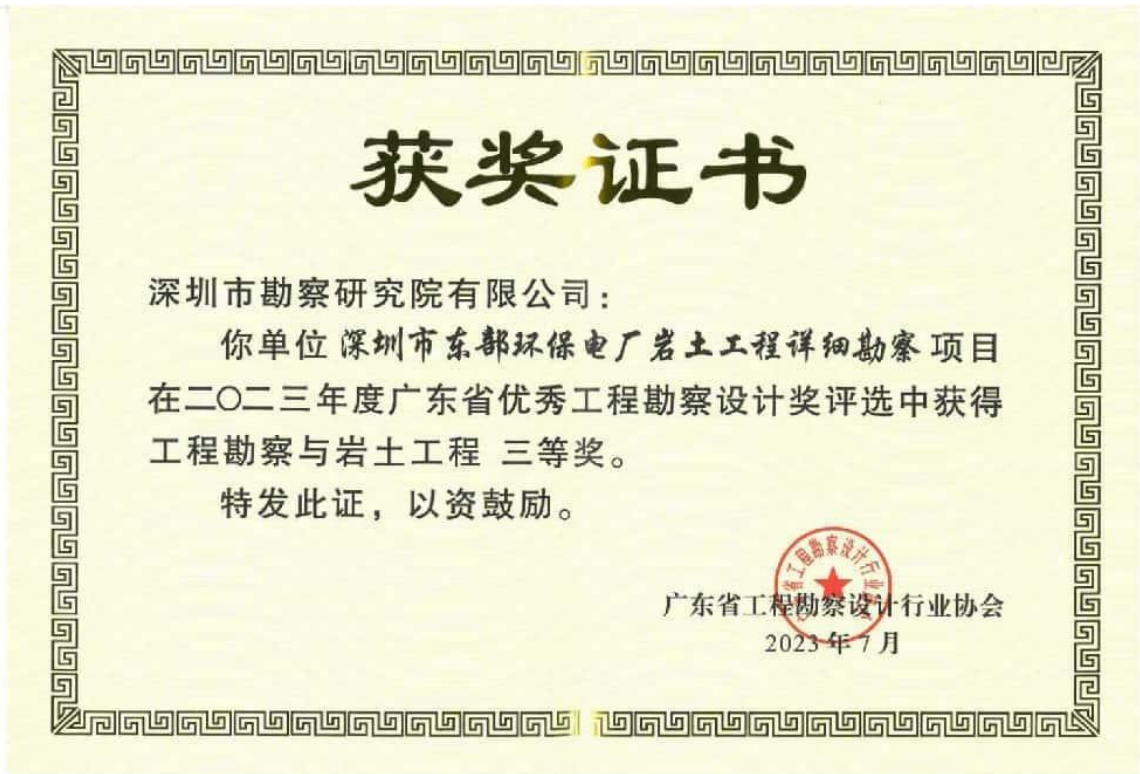 获奖证书
深圳市勘察研究院有限公司：
你单位 深圳市东部环保电厂岩土工程详细勘察 项目
在二〇二三年度广东省优秀工程勘察设计奖评选中获得
工程勘察与岩土工程 三等奖。
特发此证，以资鼓励。
广东省工程勘察设计行业协会
2023年7月